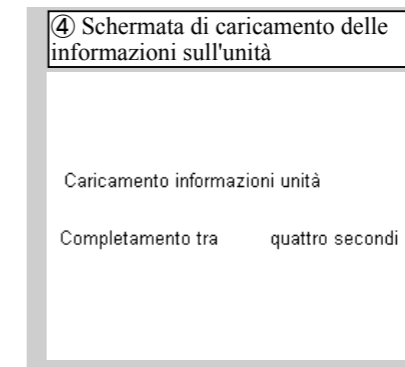 ④ Schermata di caricamento delle
informazioni sull'unità
Caricamento informazioni unità
Completamento tra quattro secondi